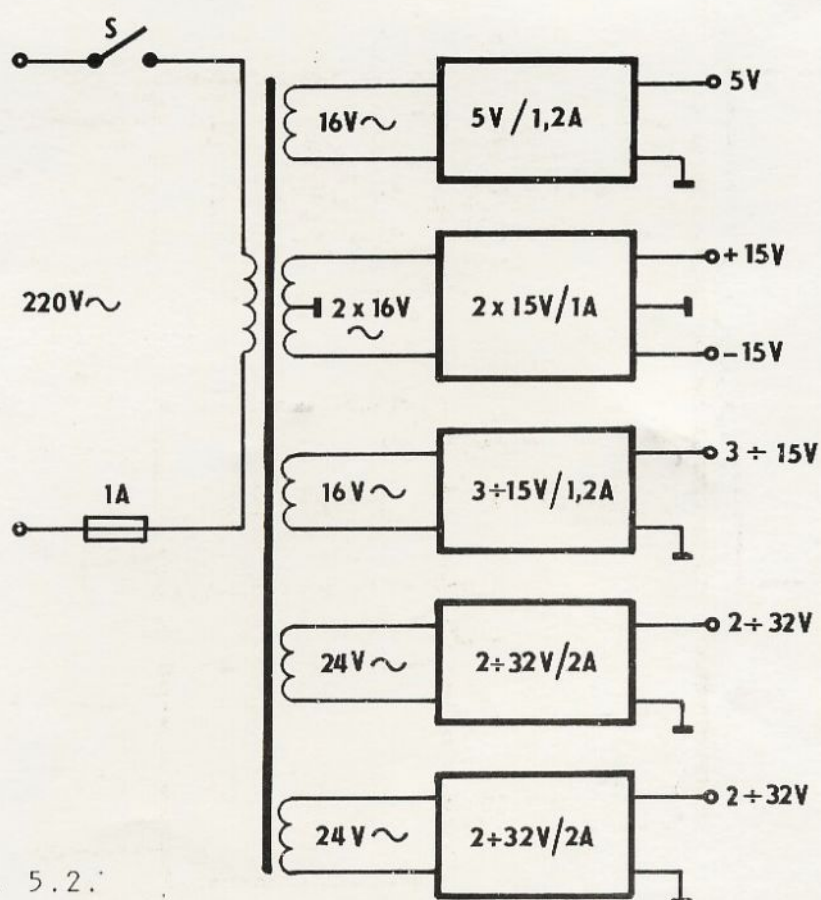 S
16V~
5V/1,2A
5V
220V~
2 x 16V
~
2 x 15V/1A
+15V
-15V
1A
16V~
3÷15V/1,2A
3 ÷ 15V
24V~
2÷32V/2A
2÷32V
24V~
2÷32V/2A
2÷32V
5.2.